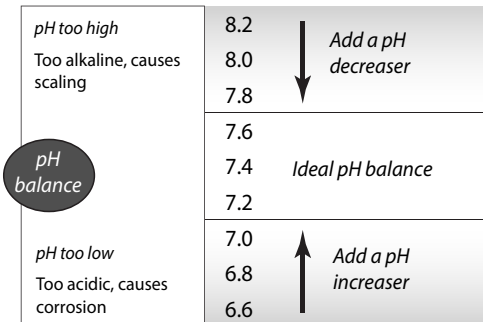 pH too high
Too alkaline, causes
scaling
8.2
8.0
7.8
Add a pH
decreaser
pH
balance
7.6
7.4
7.2
Ideal pH balance
pH too low
Too acidic, causes
corrosion
7.0
6.8
6.6
Add a pH
increaser